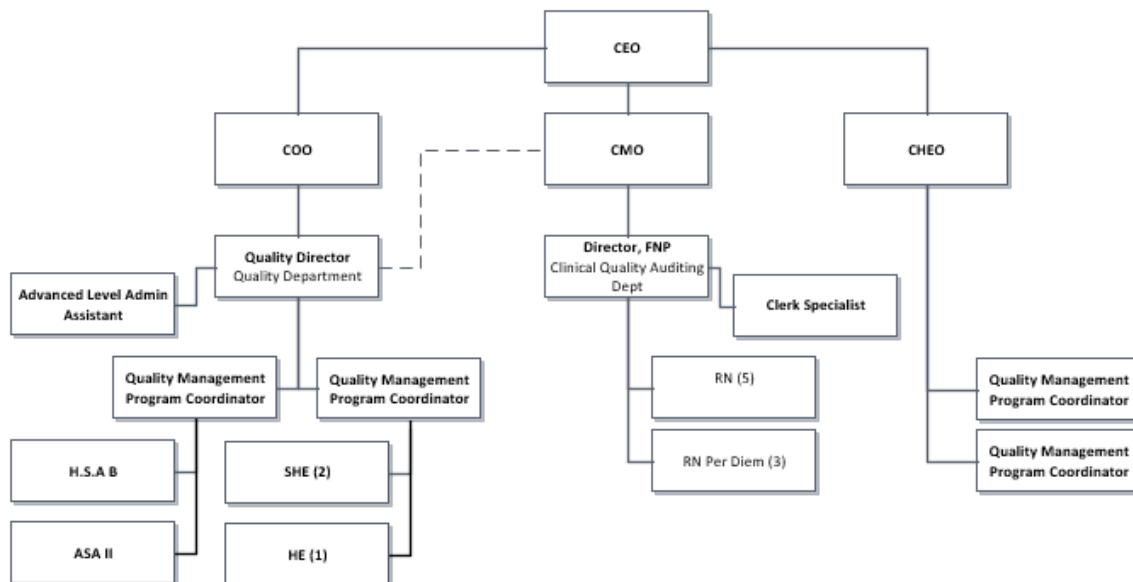 CEO
COO
CMO
CHEO
Quality Director
Quality Department
Director, FNP
Clinical Quality Auditing
Dept
Advanced Level Admin
Assistant
Clerk Specialist
Quality Management
Program Coordinator
Quality Management
Program Coordinator
RN (5)
Quality Management
Program Coordinator
H.S.A B
SHE (2)
RN Per Diem (3)
Quality Management
Program Coordinator
ASA II
HE (1)